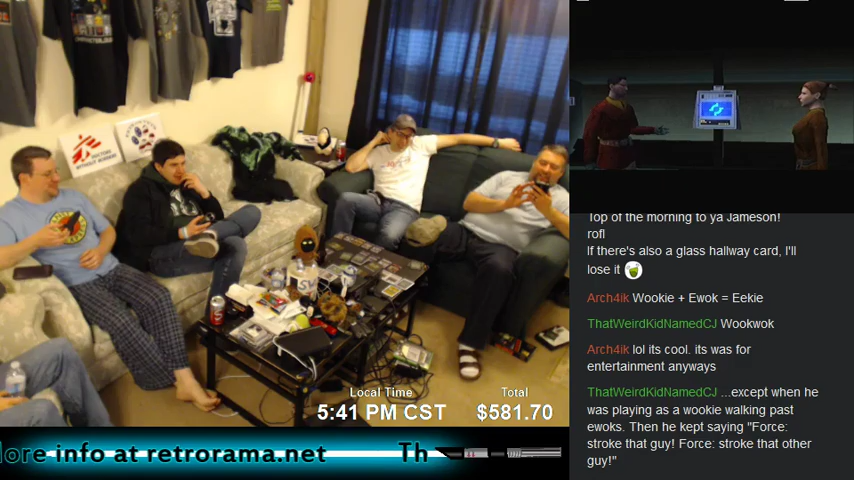 Top of the morning to ya Jameson!
rofl
If there's also a glass hallway card, I'll
lose it
Arch4ik Wookie + Ewok = Eekie
ThatWeirdKidNamedCJ Wookwok
Arch4ik lol its cool. its was for
entertainment anyways
ThatWeirdKidNamedCJ ...except when he
was playing as a wookie walking past
ewoks. Then he kept saying "Force:
stroke that guy! Force: stroke that other
guy!"
Local Time
5:41 PM CST
Total
$581.70
ore info at retrorama.net
Th